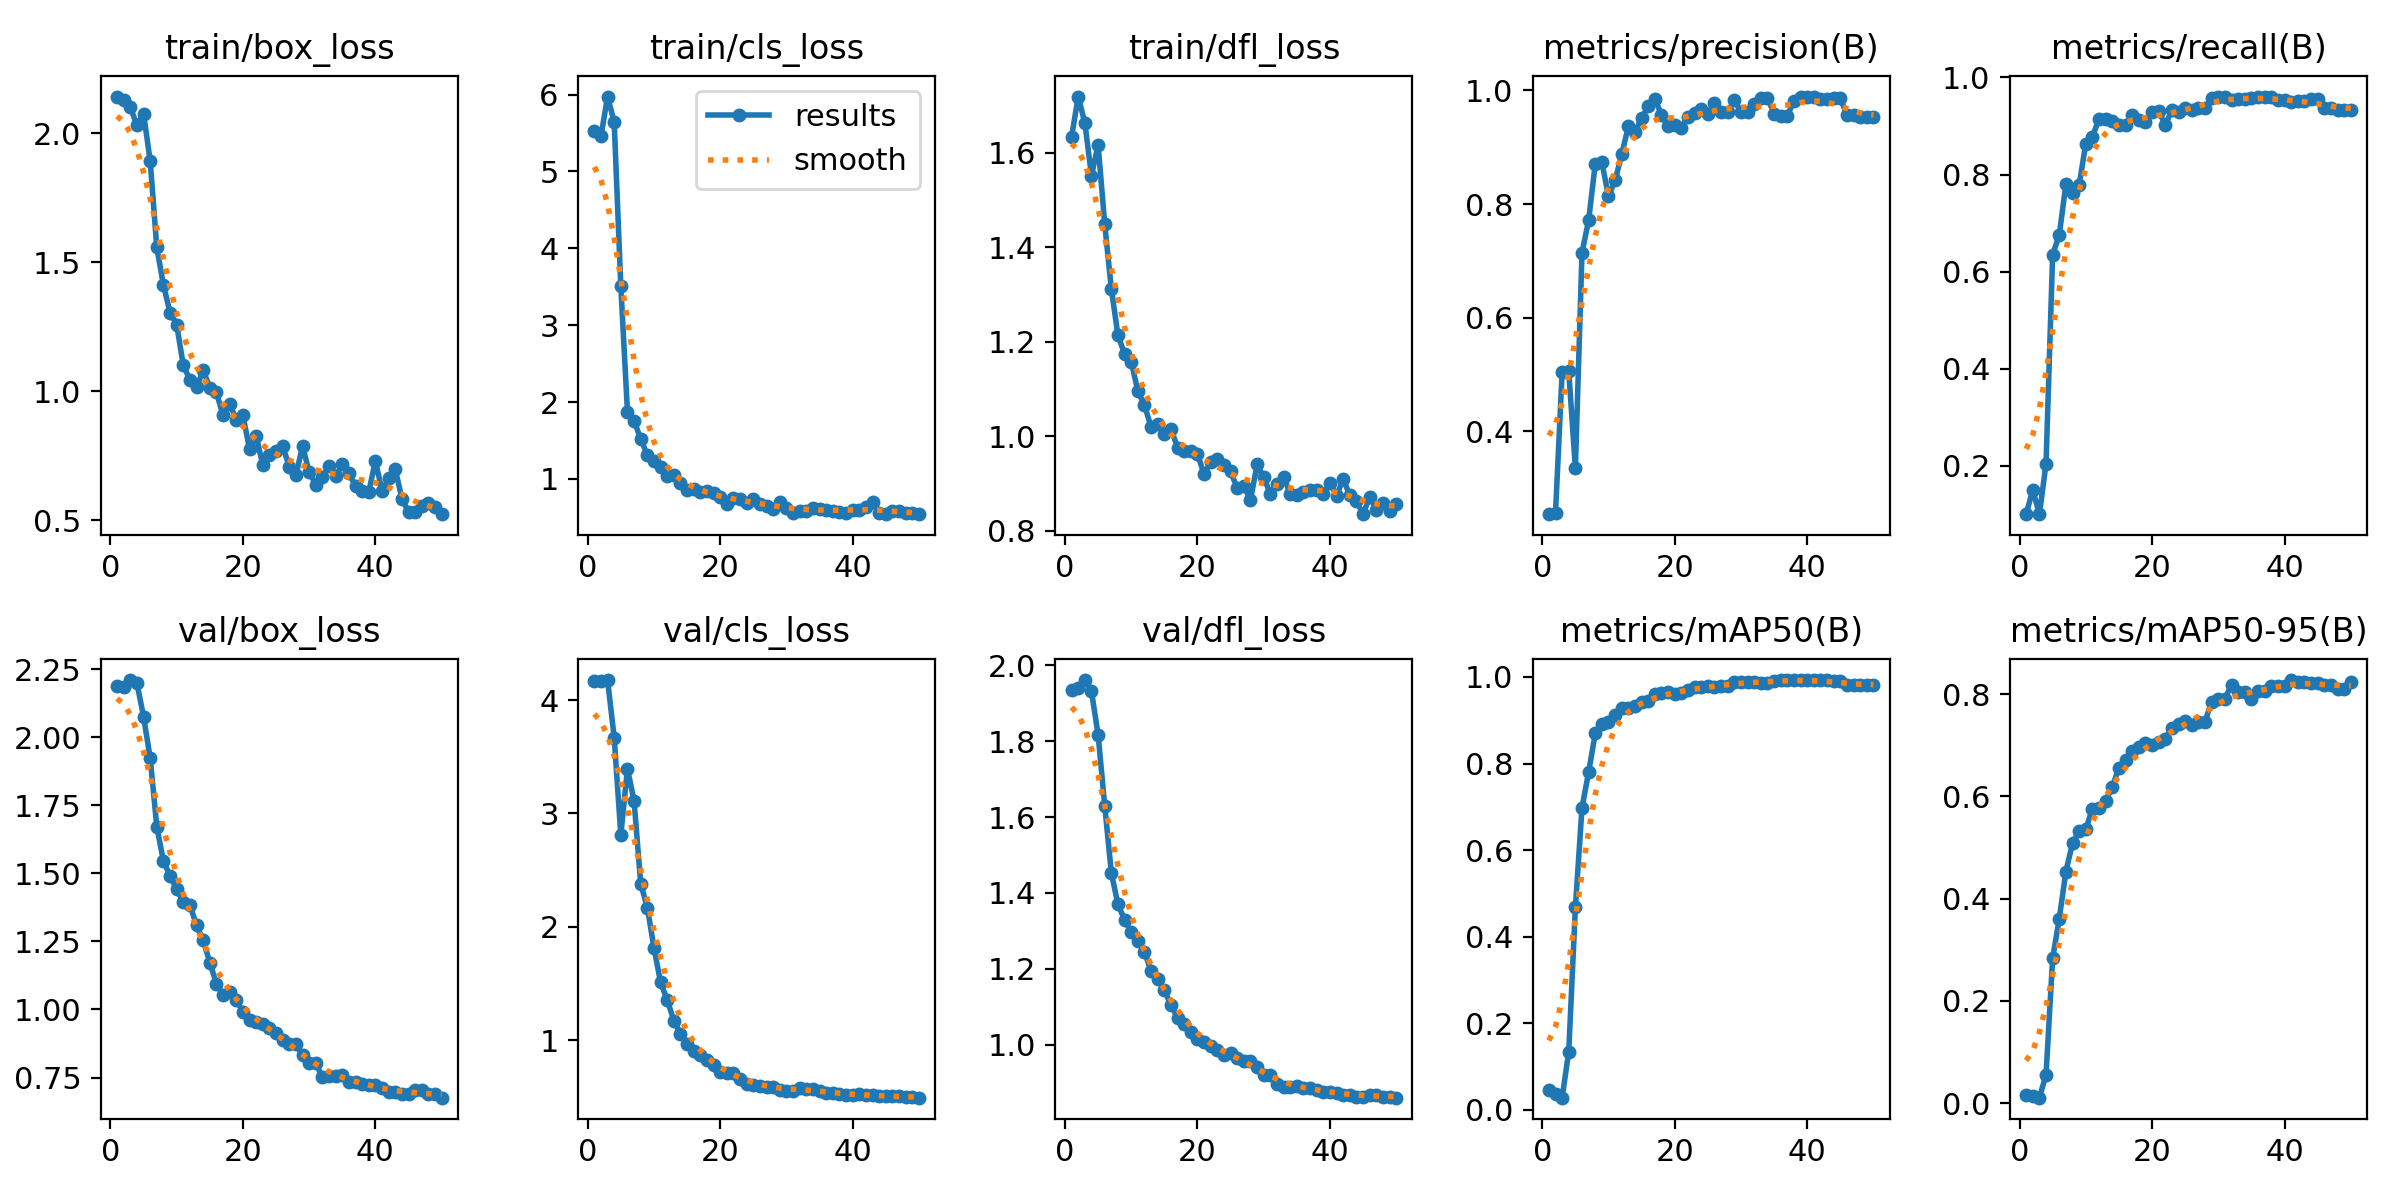 train/box_loss
2.0
1.5
1.0
0.5
0 20 40
train/cls_loss
6
5
4
3
2
1
0 20 40
results
smooth
train/dfl_loss
1.6
1.4
1.2
1.0
0.8
0 20 40
metrics/precision(B)
1.0
0.8
0.6
0.4
0 20 40
metrics/recall(B)
1.0
0.8
0.6
0.4
0.2
0 20 40
val/box_loss
2.25
2.00
1.75
1.50
1.25
1.00
0.75
0 20 40
val/cls_loss
4
3
2
1
0 20 40
val/dfl_loss
2.0
1.8
1.6
1.4
1.2
1.0
0 20 40
metrics/mAP50(B)
1.0
0.8
0.6
0.4
0.2
0.0
0 20 40
metrics/mAP50-95(B)
0.8
0.6
0.4
0.2
0.0
0 20 40